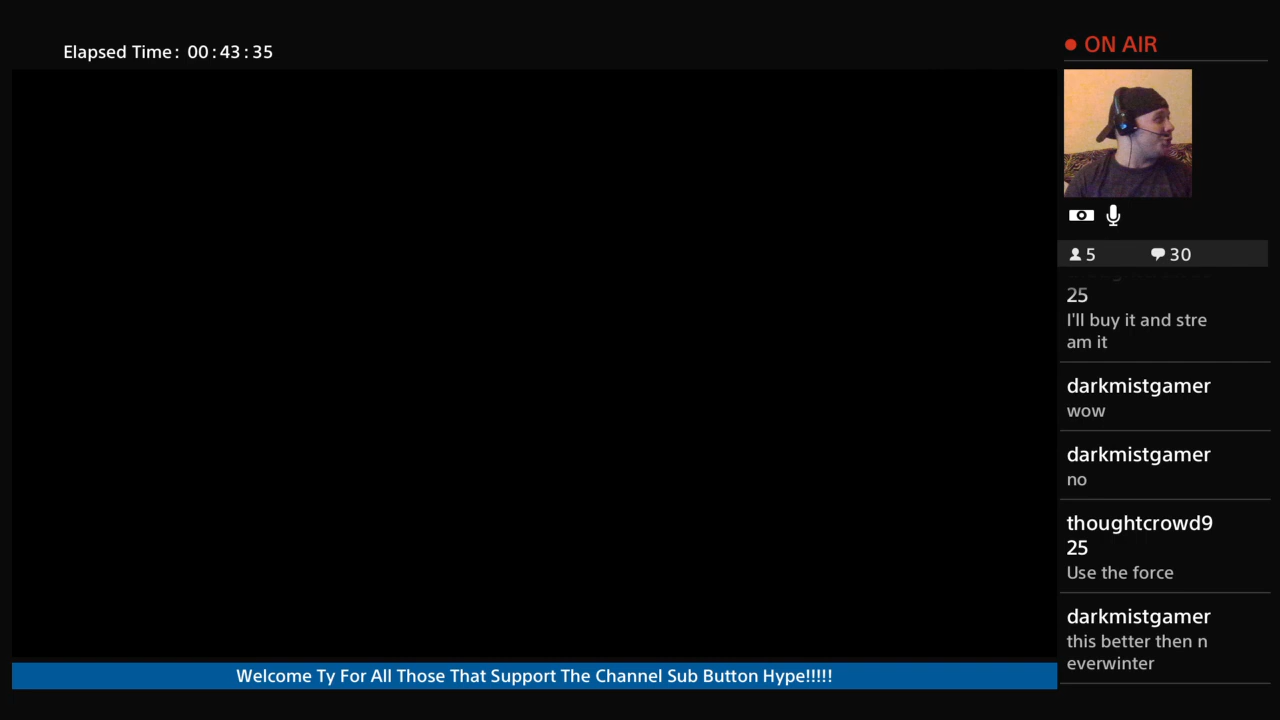 Elapsed Time: 00:43:35
ON AIR
5
30
25
I'll buy it and stre
am it
darkmistgamer
wow
darkmistgamer
no
thoughtcrowd9
25
Use the force
darkmistgamer
this better then n
everwinter
Welcome Ty For All Those That Support The Channel Sub Button Hype!!!!!